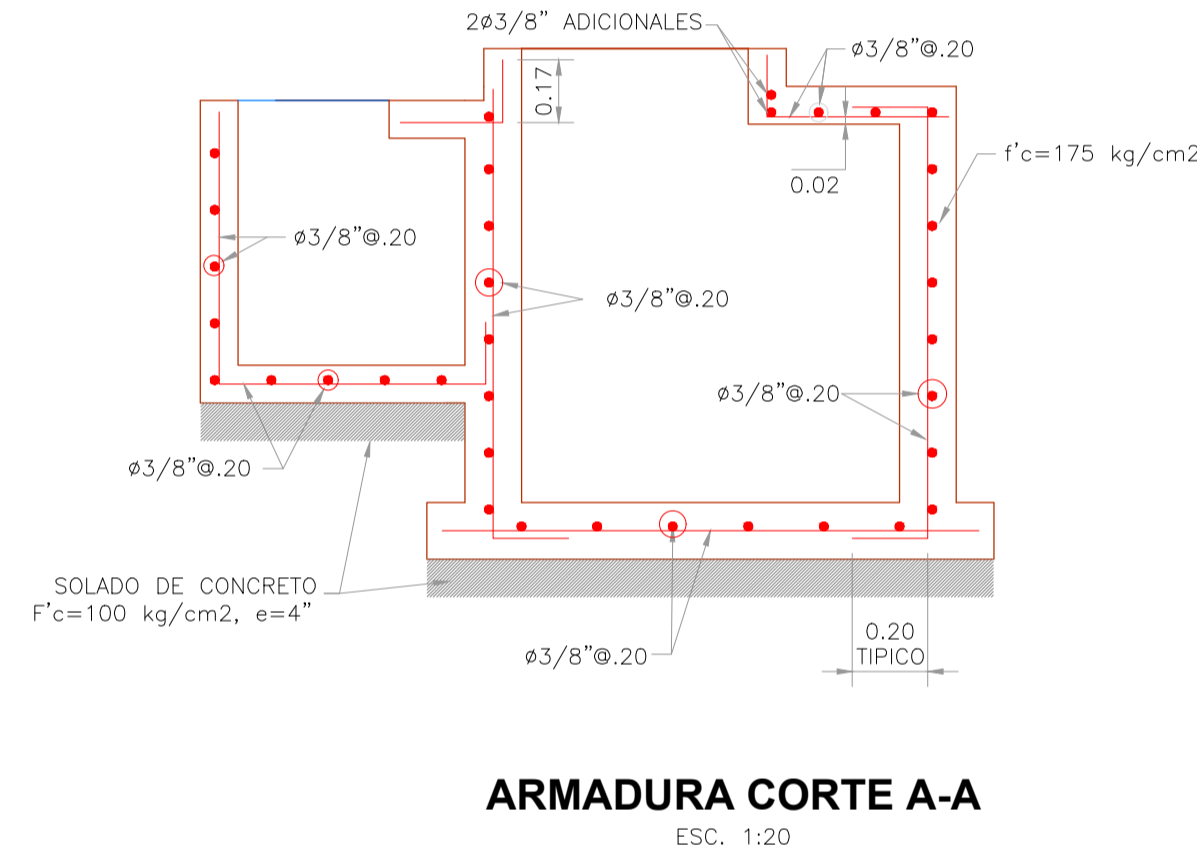 2ø3/8" ADICIONALES
ø3/8"@.20
0.17
f'c=175 kg/cm2
0.02
ø3/8"@.20
ø3/8"@.20
ø3/8"@.20
ø3/8"@.20
SOLADO DE CONCRETO
F'c=100 kg/cm2, e=4"
0.20
TIPICO
ø3/8"@.20
ARMADURA CORTE A-A
ESC. 1:20